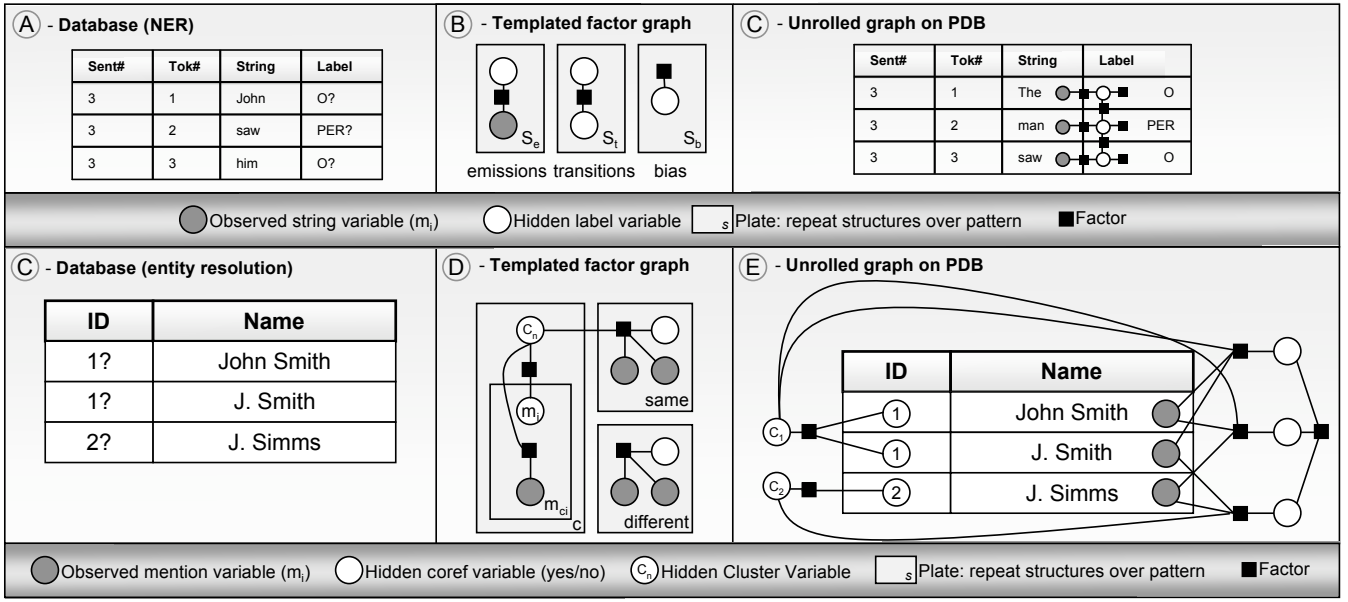 A - Database (NER)
Sent# Tok# String Label
3 1 John O?
3 2 saw PER?
3 3 him O?
B - Templated factor graph
Se St Sb
emissions transitions bias
C - Unrolled graph on PDB
Sent# Tok# String Label
3 1 The O
3 2 man PER
3 3 saw O
Observed string variable (mi) Hidden label variable s Plate: repeat structures over pattern Factor
C - Database (entity resolution)
ID Name
1? John Smith
1? J. Smith
2? J. Simms
D - Templated factor graph
Cn
same
mi
mci
c
different
E - Unrolled graph on PDB
ID Name
1 John Smith
C1
1 J. Smith
C2
2 J. Simms
Observed mention variable (mi) Hidden coref variable (yes/no) Cn Hidden Cluster Variable s Plate: repeat structures over pattern Factor